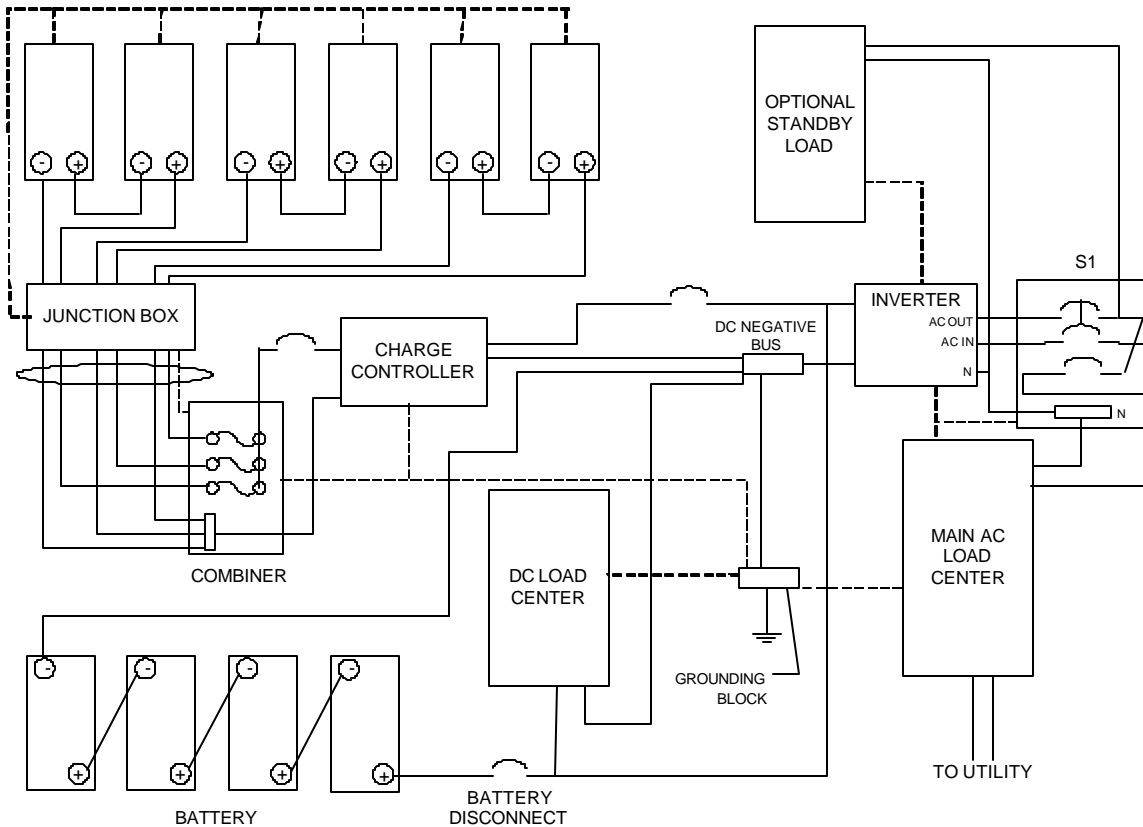 - + - + - + - + - + - +
OPTIONAL
STANDBY
LOAD
S1
JUNCTION BOX
INVERTER
AC OUT
AC IN
N
CHARGE
CONTROLLER
DC NEGATIVE
BUS
N
COMBINER
DC LOAD
CENTER
MAIN AC
LOAD
CENTER
GROUNDING
BLOCK
- - -
+ + + +
TO UTILITY
BATTERY
BATTERY
DISCONNECT